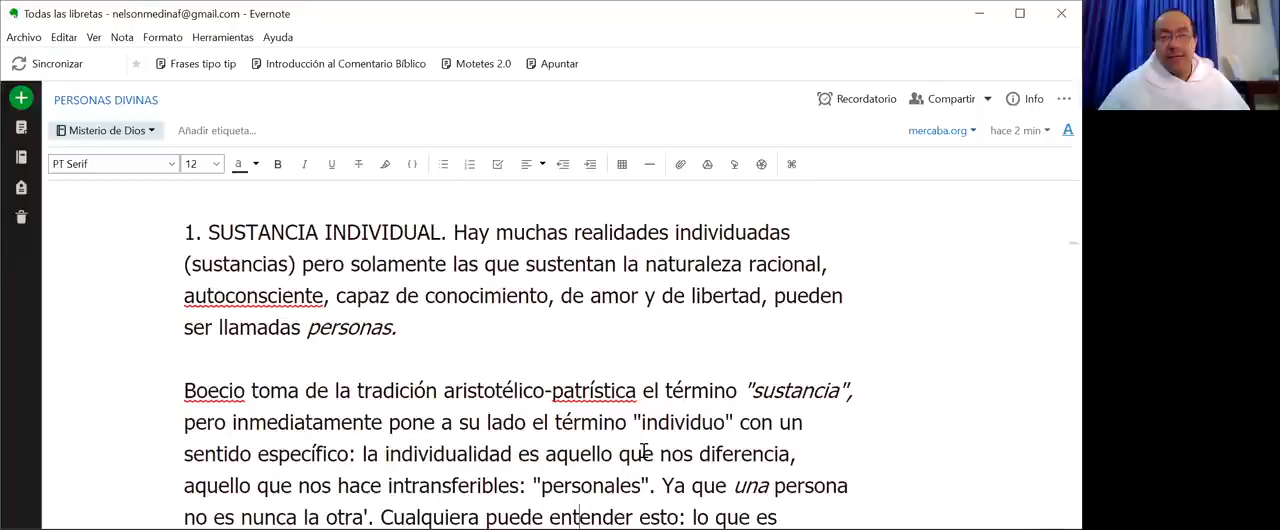 Todas las libretas - nelsonmedinaf@gmail.com - Evernote
Archivo Editar Ver Nota Formato Herramientas Ayuda
Sincronizar Frases tipo tip Introducción al Comentario Bíblico Motetes 2.0 Apuntar
PERSONAS DIVINAS Recordatorio Compartir Info
Misterio de Dios Añadir etiqueta... mercaba.org hace 2 min A
PT Serif 12 a B I U T
1. SUSTANCIA INDIVIDUAL. Hay muchas realidades individuadas
(sustancias) pero solamente las que sustentan la naturaleza racional,
autoconsciente, capaz de conocimiento, de amor y de libertad, pueden
ser llamadas personas.
Boecio toma de la tradición aristotélico-patrística el término "sustancia",
pero inmediatamente pone a su lado el término "individuo" con un
sentido específico: la individualidad es aquello que nos diferencia,
aquello que nos hace intransferibles: "personales". Ya que una persona
no es nunca la otra'. Cualquiera puede entender esto: lo que es